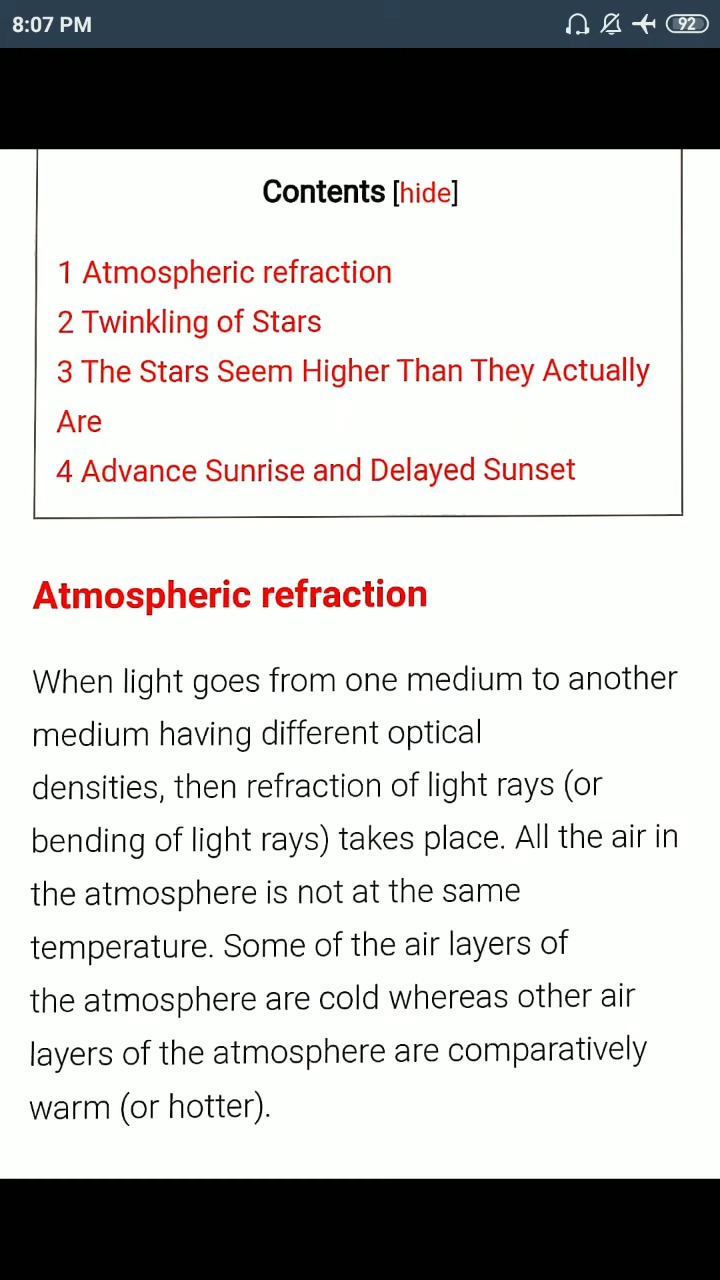 8:07 PM
92
Contents [hide]
1 Atmospheric refraction
2 Twinkling of Stars
3 The Stars Seem Higher Than They Actually
Are
4 Advance Sunrise and Delayed Sunset
Atmospheric refraction
When light goes from one medium to another
medium having different optical
densities, then refraction of light rays (or
bending of light rays) takes place. All the air in
the atmosphere is not at the same
temperature. Some of the air layers of
the atmosphere are cold whereas other air
layers of the atmosphere are comparatively
warm (or hotter).